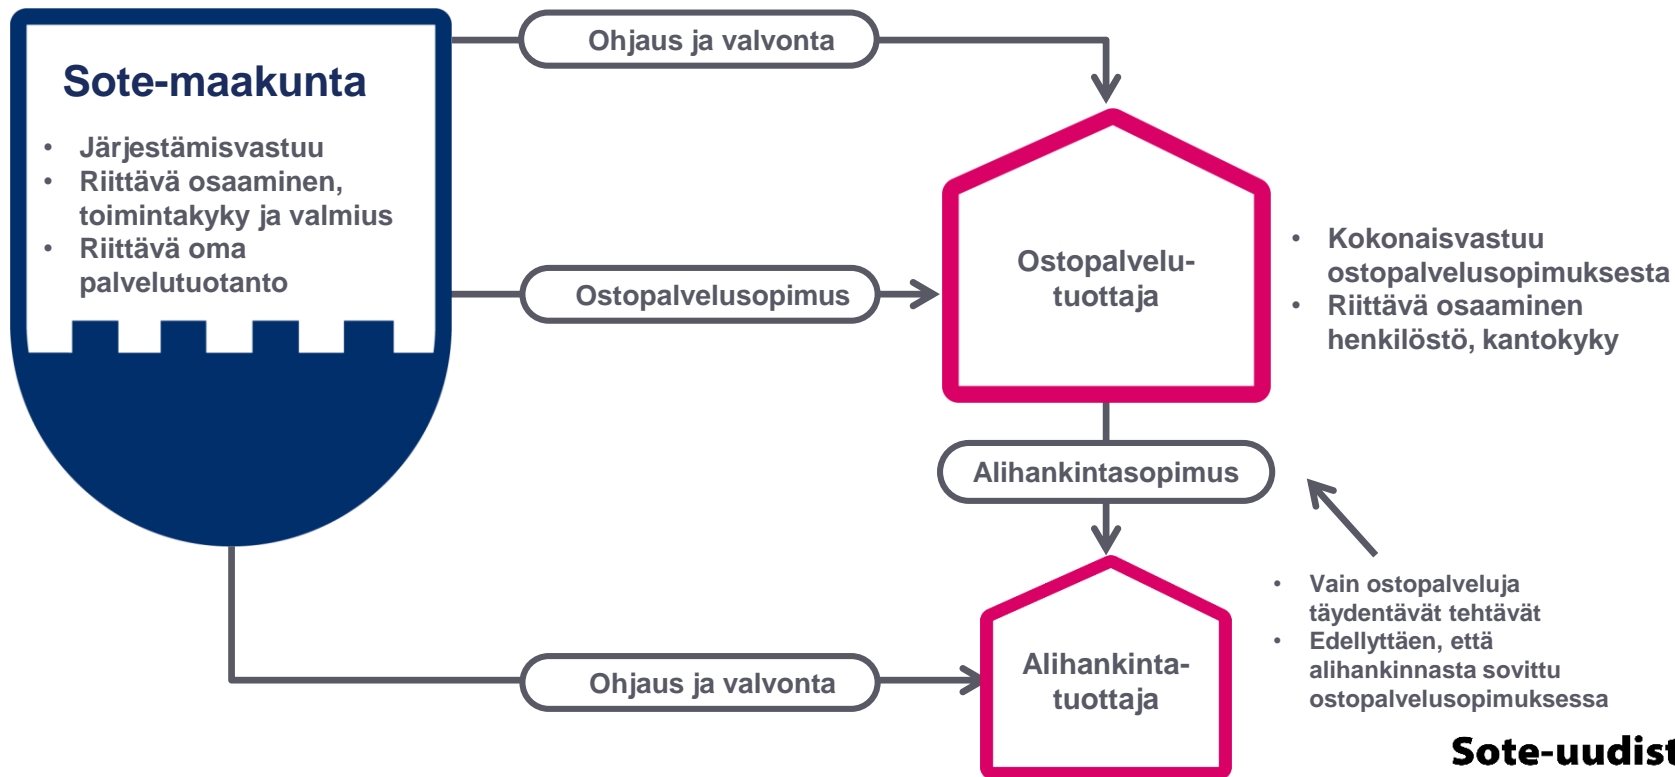 Ohjaus ja valvonta
Sote-maakunta
• Järjestämisvastuu
• Riittävä osaaminen,
toimintakyky ja valmius
• Riittävä oma
palvelutuotanto
Ostopalvelusopimus
Ostopalvelu-
tuottaja
• Kokonaisvastuu
ostopalvelusopimuksesta
• Riittävä osaaminen
henkilöstö, kantokyky
Alihankintasopimus
• Vain ostopalveluja
täydentävät tehtävät
• Edellyttäen, että
alihankinnasta sovittu
ostopalvelusopimuksessa
Ohjaus ja valvonta
Alihankinta-
tuottaja
Sote-uudist